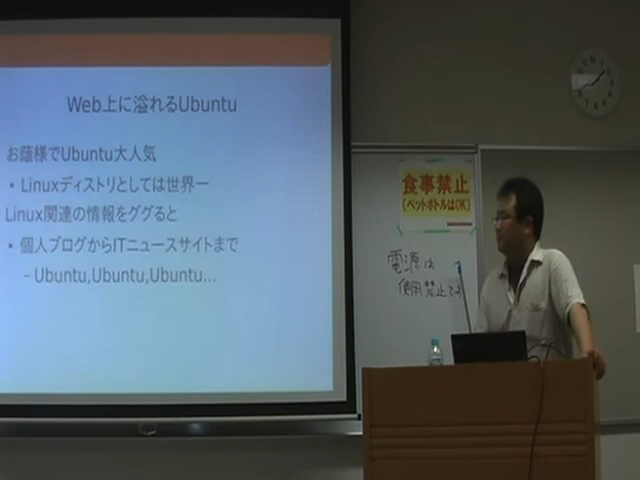 Web上に溢れるUbuntu
お蔭様でUbuntu大人気
・Linuxディストリとしては世界一
Linux関連の情報をググると
・個人ブログからITニュースサイトまで
–Ubuntu,Ubuntu,Ubuntu...
食事禁止
(ペットボトルはOK)
電源は
使用禁止です